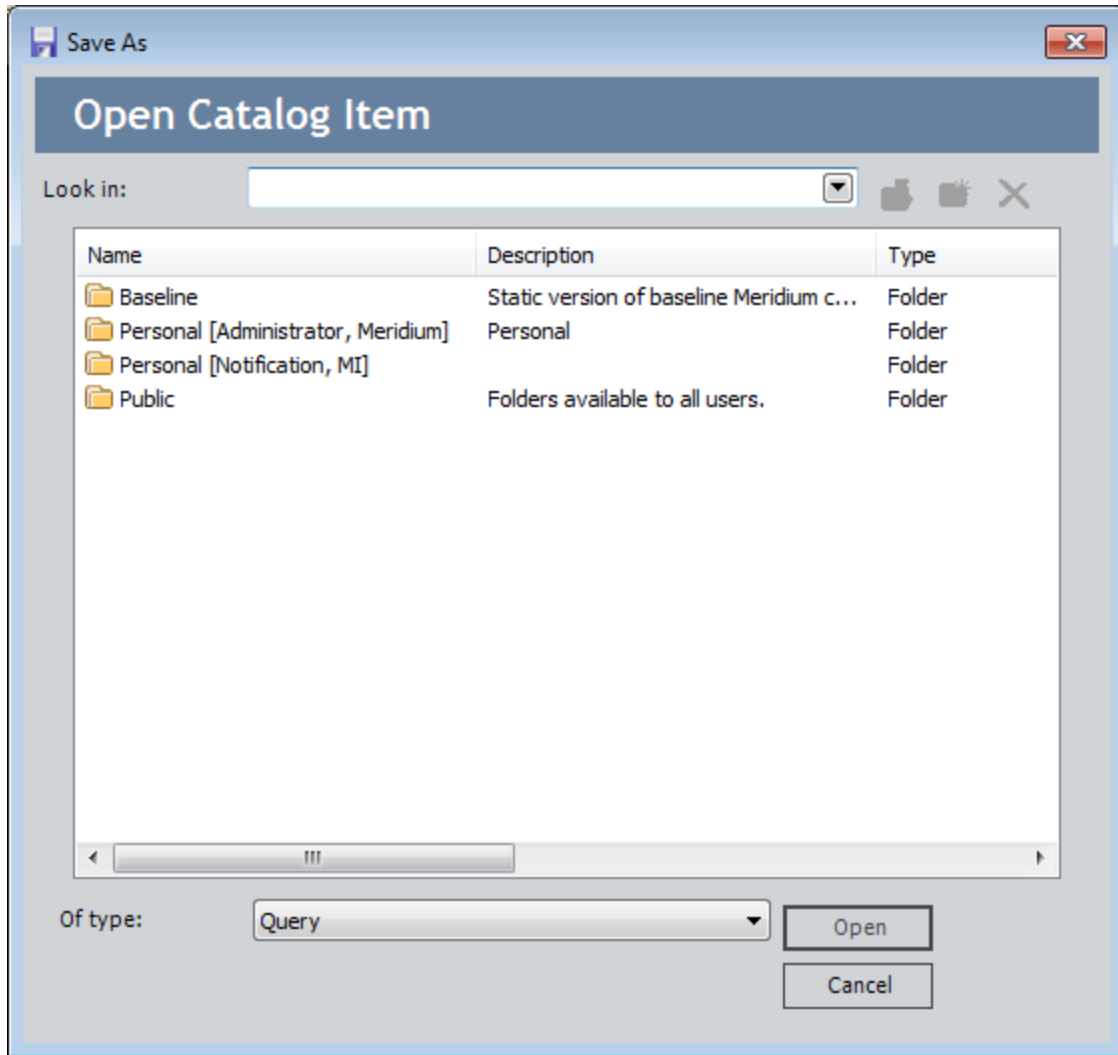 Save As
Open Catalog Item
Look in:
Name Description Type
Baseline Static version of baseline Meridium c... Folder
Personal [Administrator, Meridium] Personal Folder
Personal [Notification, MI] Folder
Public Folders available to all users. Folder
Of type: Query Open
Cancel